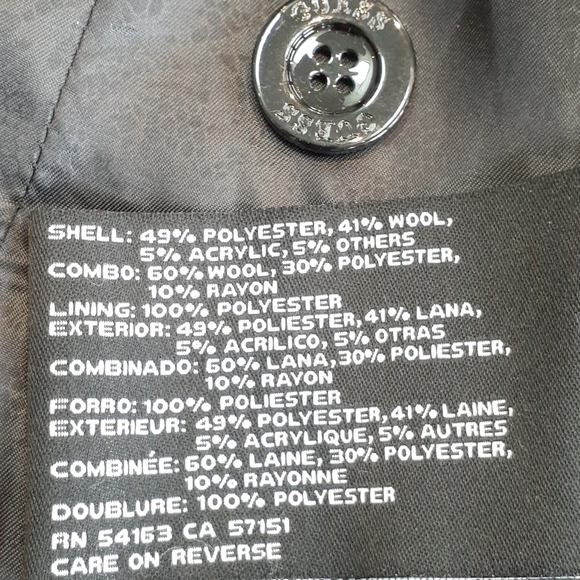 GUESS
GUESS
SHELL: 49% POLYESTER, 41% WOOL,
5% ACRYLIC, 5% OTHERS
COMBO: 60% WOOL, 30% POLYESTER,
10% RAYON
LINING: 100% POLYESTER
EXTERIOR: 49% POLIESTER, 41% LANA,
5% ACRILICO, 5% OTRAS
COMBINADO: 60% LANA, 30% POLIESTER,
10% RAYON
FORRO: 100% POLIESTER
EXTERIEUR: 49% POLYESTER, 41% LAINE,
5% ACRYLIQUE, 5% AUTRES
COMBINÉE: 60% LAINE, 30% POLYESTER,
10% RAYONNE
DOUBLURE: 100% POLYESTER
RN 54163 CA 57151
CARE ON REVERSE